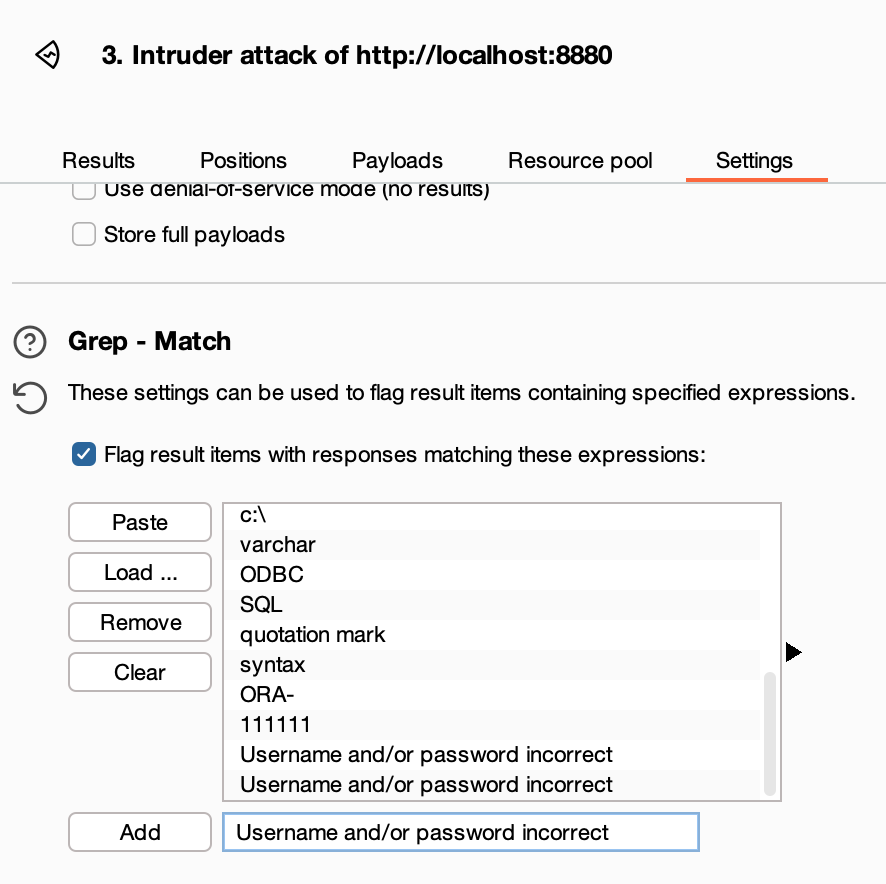 3. Intruder attack of http://localhost:8880
Results Positions Payloads Resource pool Settings
Use denial-of-service mode (no results)
Store full payloads
Grep - Match
These settings can be used to flag result items containing specified expressions.
Flag result items with responses matching these expressions:
Paste
Load ...
Remove
Clear
c:\
varchar
ODBC
SQL
quotation mark
syntax
ORA-
111111
Username and/or password incorrect
Username and/or password incorrect
Add
Username and/or password incorrect